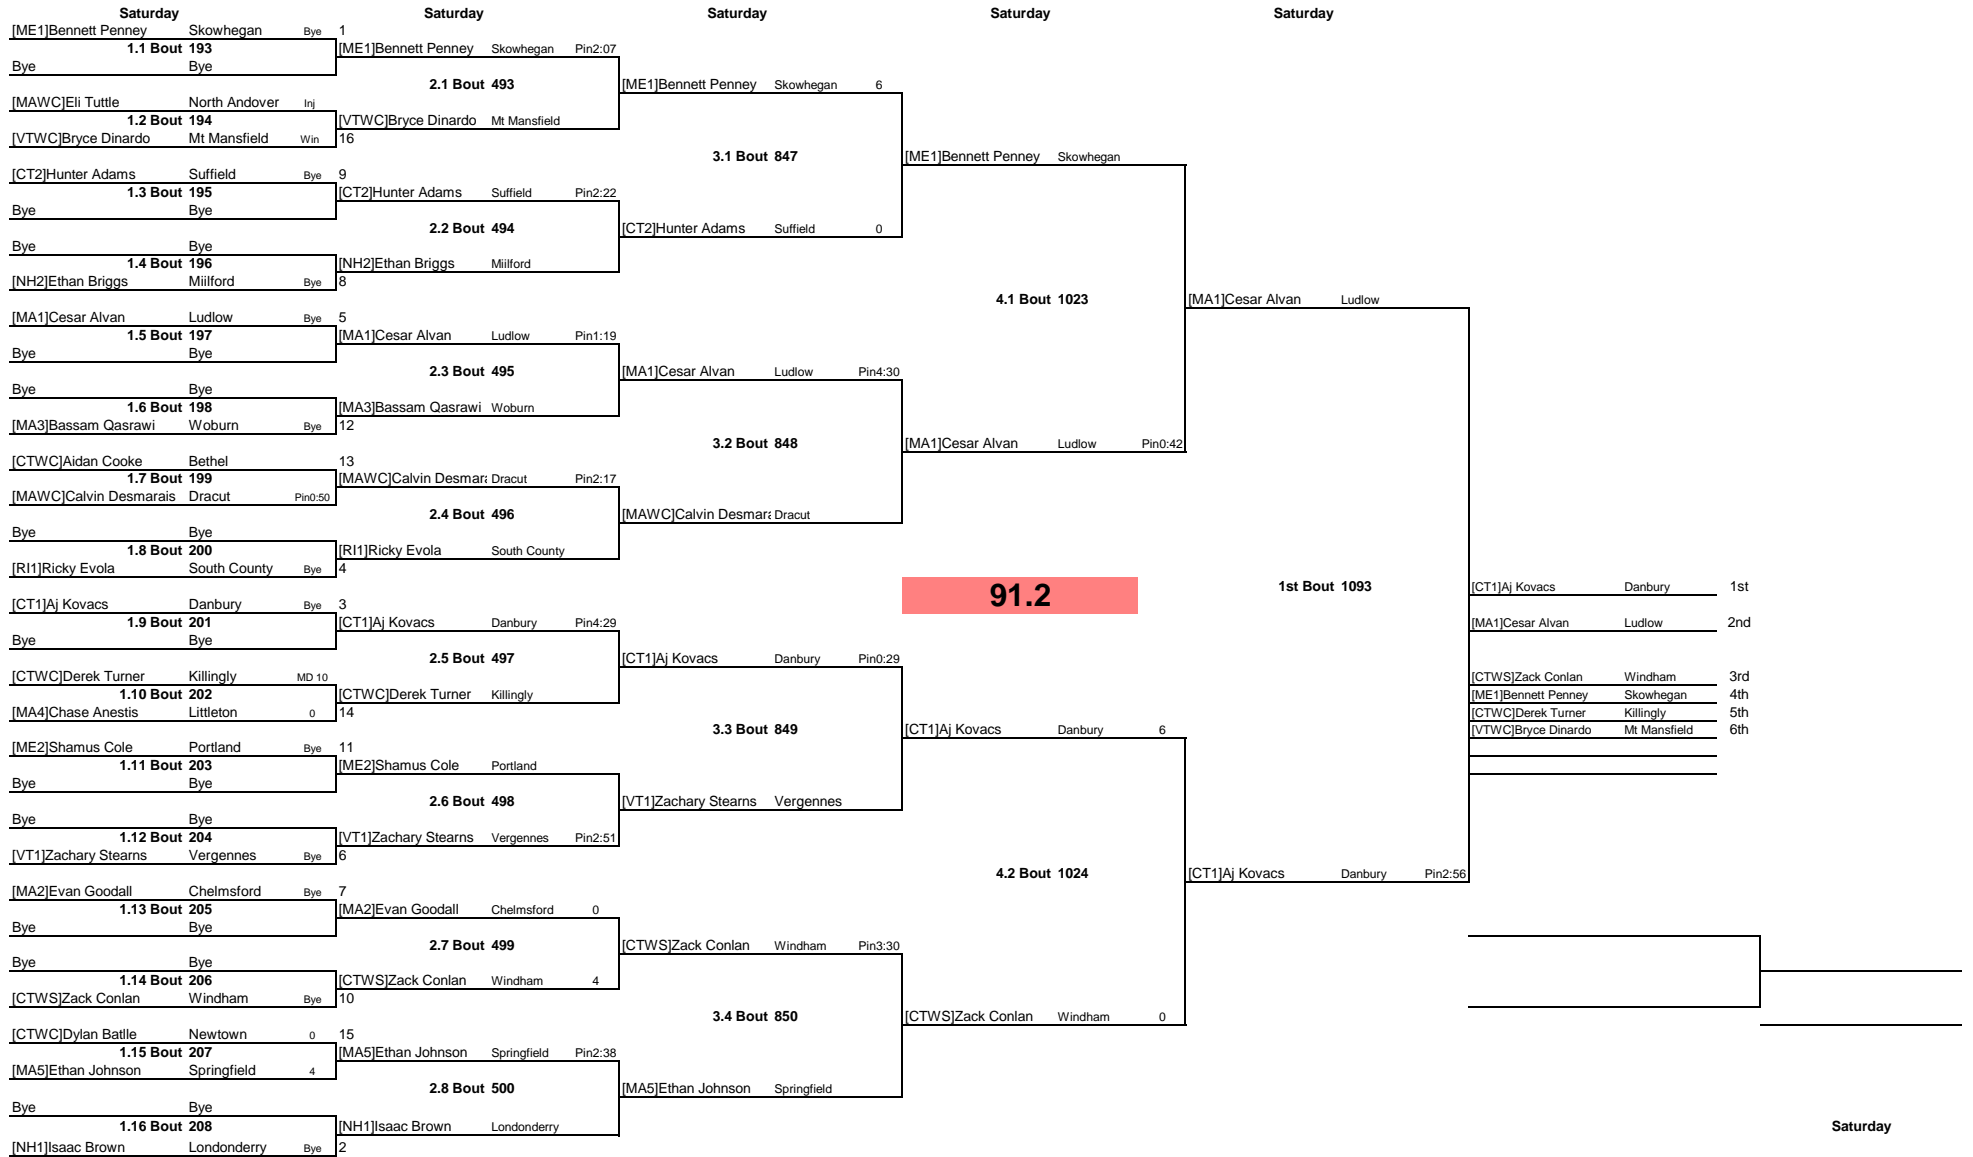 Saturday Saturday Saturday Saturday Saturday
[ME1]Bennett Penney Skowhegan Bye 1
1.1 Bout 193 [ME1]Bennett Penney Skowhegan Pin2:07
Bye Bye
2.1 Bout 493 [ME1]Bennett Penney Skowhegan 6
[MAWC]Eli Tuttle North Andover Inj
1.2 Bout 194 [VTWC]Bryce Dinardo Mt Mansfield
[VTWC]Bryce Dinardo Mt Mansfield Win 16
3.1 Bout 847 [ME1]Bennett Penney Skowhegan
[CT2]Hunter Adams Suffield Bye 9
1.3 Bout 195 [CT2]Hunter Adams Suffield Pin2:22
Bye Bye
2.2 Bout 494 [CT2]Hunter Adams Suffield 0
Bye Bye
1.4 Bout 196 [NH2]Ethan Briggs Miilford
[NH2]Ethan Briggs Miilford Bye 8
4.1 Bout 1023 [MA1]Cesar Alvan Ludlow
[MA1]Cesar Alvan Ludlow Bye 5
1.5 Bout 197 [MA1]Cesar Alvan Ludlow Pin1:19
Bye Bye
2.3 Bout 495 [MA1]Cesar Alvan Ludlow Pin4:30
Bye Bye
1.6 Bout 198 [MA3]Bassam Qasrawi Woburn
[MA3]Bassam Qasrawi Woburn Bye 12
3.2 Bout 848 [MA1]Cesar Alvan Ludlow Pin0:42
[CTWC]Aidan Cooke Bethel 13
1.7 Bout 199 [MAWC]Calvin Desmara Dracut Pin2:17
[MAWC]Calvin Desmarais Dracut Pin0:50
2.4 Bout 496 [MAWC]Calvin Desmara Dracut
Bye Bye
1.8 Bout 200 [RI1]Ricky Evola South County
[RI1]Ricky Evola South County Bye 4
91.2 1st Bout 1093 [CT1]Aj Kovacs Danbury 1st
[CT1]Aj Kovacs Danbury Bye 3
1.9 Bout 201 [CT1]Aj Kovacs Danbury Pin4:29 [MA1]Cesar Alvan Ludlow 2nd
Bye Bye
2.5 Bout 497 [CT1]Aj Kovacs Danbury Pin0:29
[CTWC]Derek Turner Killingly MD 10 [CTWS]Zack Conlan Windham 3rd
1.10 Bout 202 [CTWC]Derek Turner Killingly [ME1]Bennett Penney Skowhegan 4th
[MA4]Chase Anestis Littleton 0 14 [CTWC]Derek Turner Killingly 5th
3.3 Bout 849 [CT1]Aj Kovacs Danbury 6 [VTWC]Bryce Dinardo Mt Mansfield 6th
[ME2]Shamus Cole Portland Bye 11
1.11 Bout 203 [ME2]Shamus Cole Portland
Bye Bye
2.6 Bout 498 [VT1]Zachary Stearns Vergennes
Bye Bye
1.12 Bout 204 [VT1]Zachary Stearns Vergennes Pin2:51
[VT1]Zachary Stearns Vergennes Bye 6
4.2 Bout 1024 [CT1]Aj Kovacs Danbury Pin2:56
[MA2]Evan Goodall Chelmsford Bye 7
1.13 Bout 205 [MA2]Evan Goodall Chelmsford 0
Bye Bye
2.7 Bout 499 [CTWS]Zack Conlan Windham Pin3:30
Bye Bye
1.14 Bout 206 [CTWS]Zack Conlan Windham 4
[CTWS]Zack Conlan Windham Bye 10
3.4 Bout 850 [CTWS]Zack Conlan Windham 0
[CTWC]Dylan Batlle Newtown 0 15
1.15 Bout 207 [MA5]Ethan Johnson Springfield Pin2:38
[MA5]Ethan Johnson Springfield 4
2.8 Bout 500 [MA5]Ethan Johnson Springfield
Bye Bye
1.16 Bout 208 [NH1]Isaac Brown Londonderry Saturday
[NH1]Isaac Brown Londonderry Bye 2